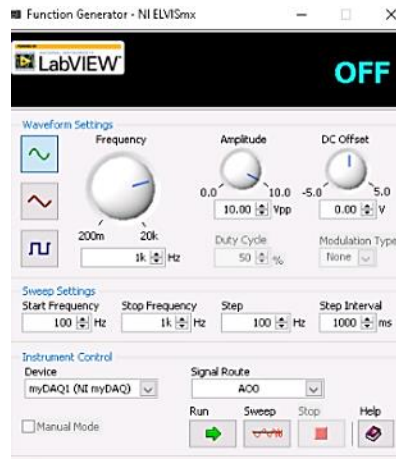 Function Generator - NI ELVISmx
LabVIEW
OFF
Waveform Settings
Frequency
Amplitude
DC Offset
0.0 10.0
-5.0 5.0
10.00 Vpp
0.00 V
200m 20k
1k Hz
Duty Cycle
50 %
Modulation Type
None
Sweep Settings
Start Frequency
Stop Frequency
Step
Step Interval
100 Hz
1k Hz
100 Hz
1000 ms
Instrument Control
Device
Signal Route
myDAQ1 (NI myDAQ)
AO0
Run Sweep Stop Help
Manual Mode